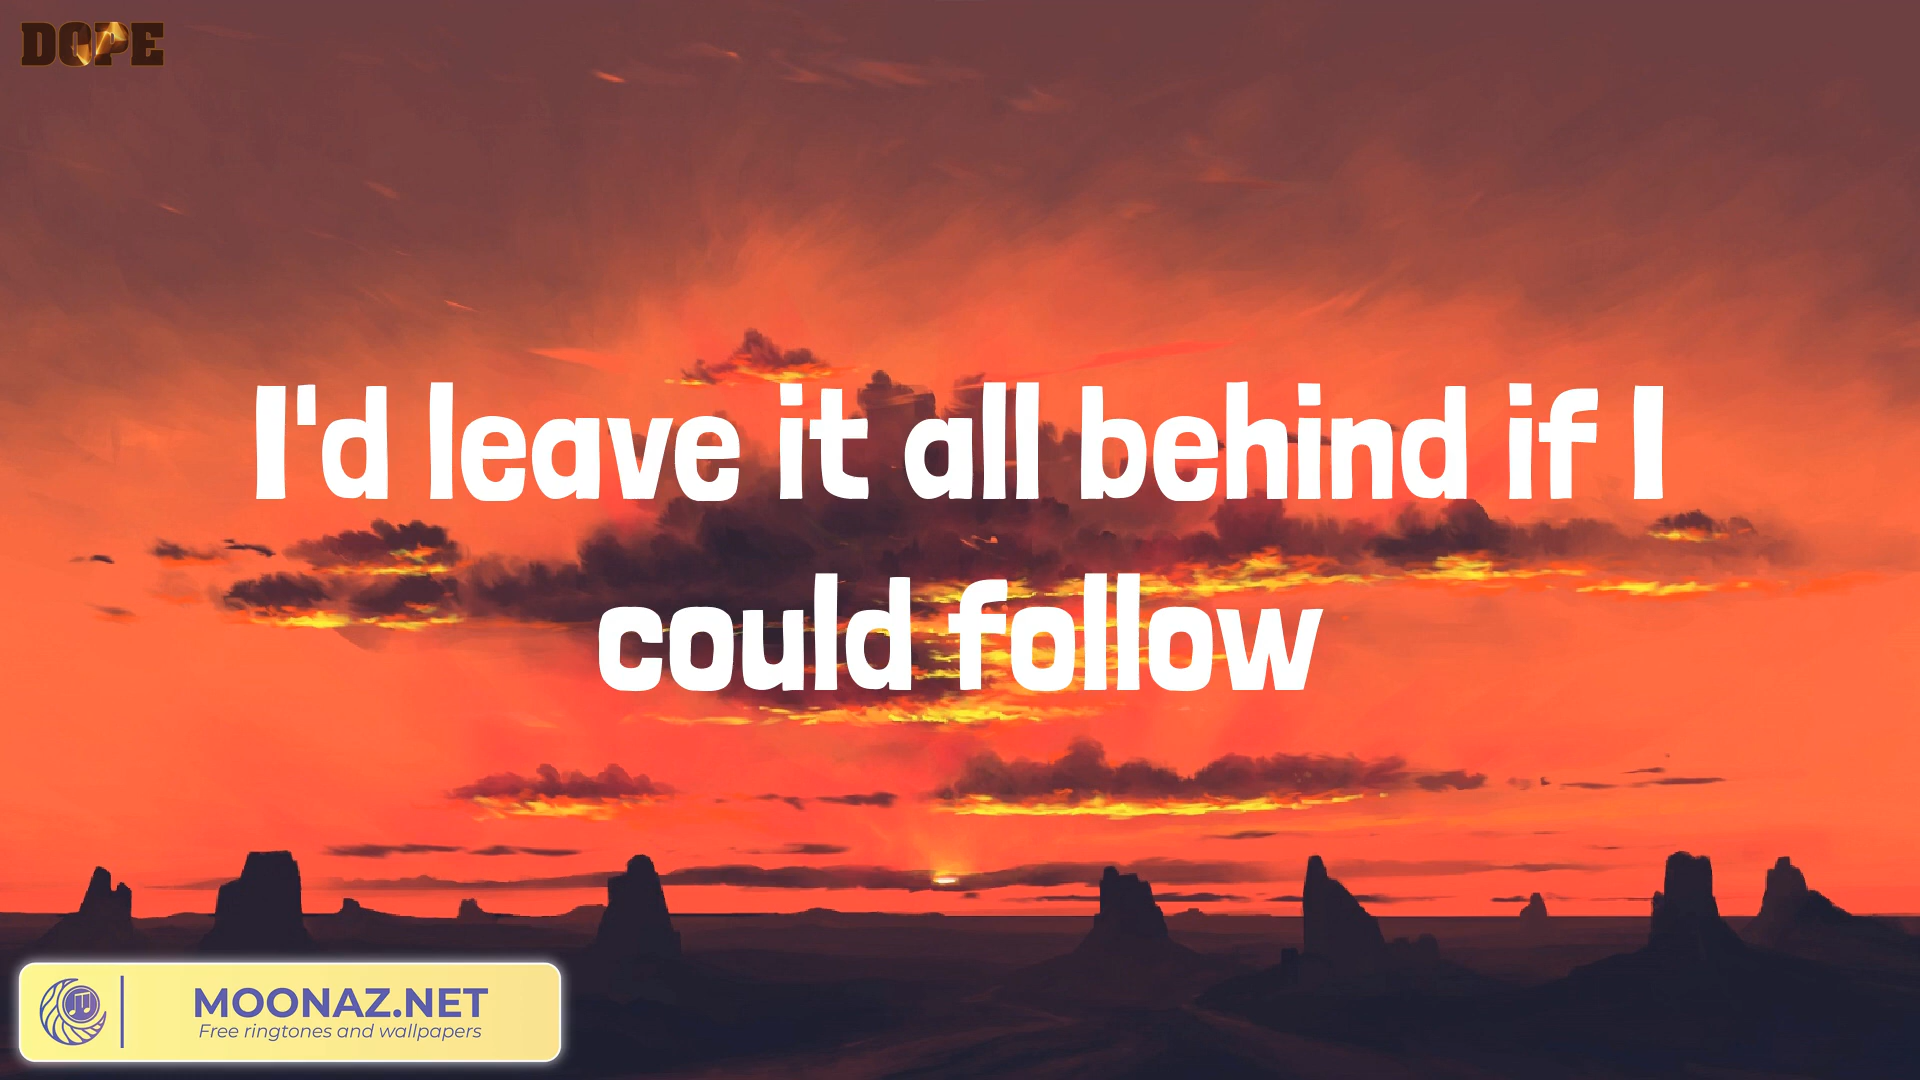 DOPE
I'd leave it all behind if I
could follow
MOONAZ.NET
Free ringtones and wallpapers